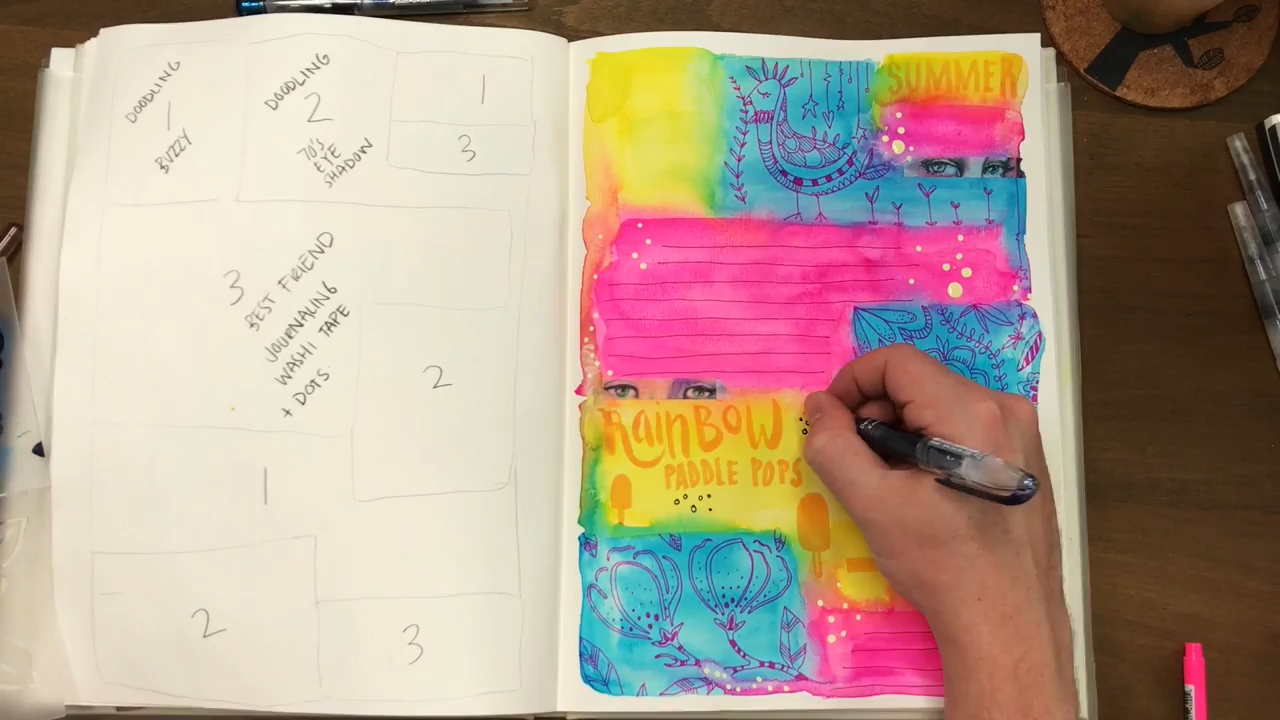 DOODLING
1
BUZZY
DOODLING
2
70's
EYE
SHADOW
1
3
3
BEST FRIEND
JOURNALING
WASHI TAPE
+ DOTS
2
1
2
3
SUMMER
RainBOW
PADDLE POPS